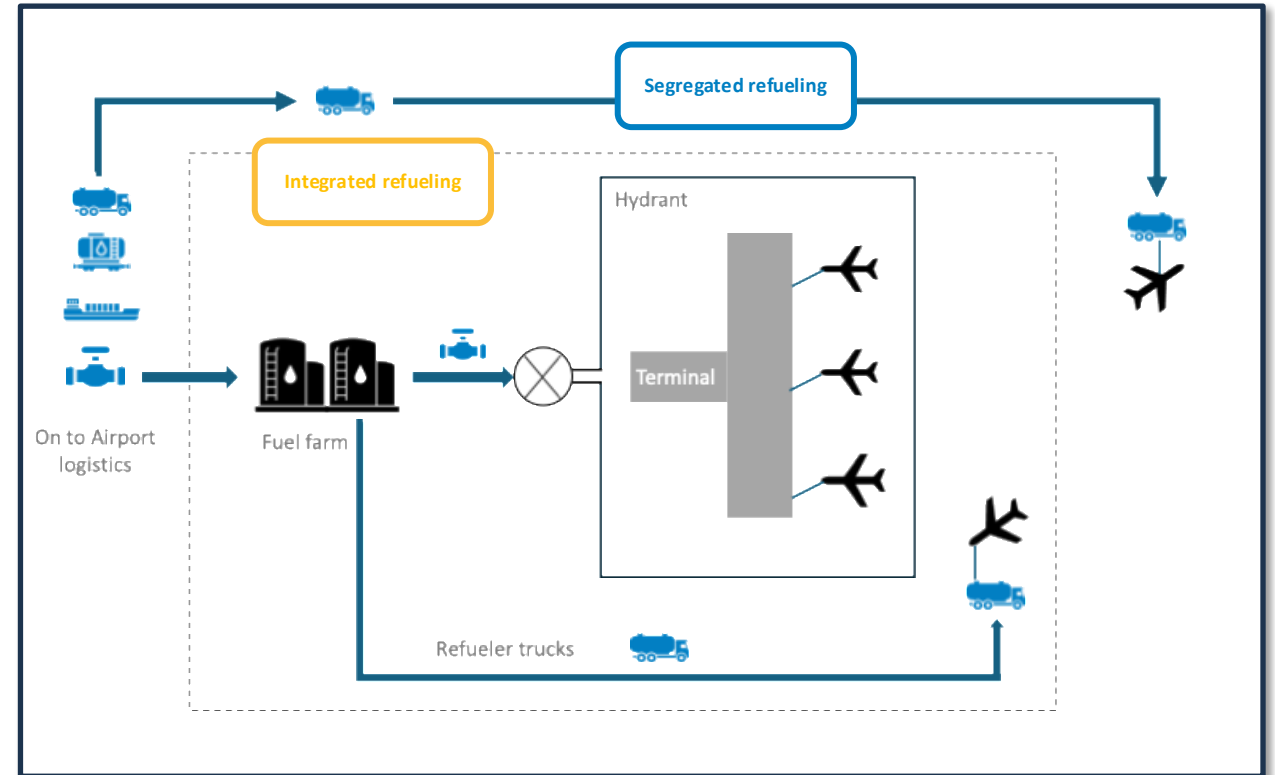 Segregated refueling
Integrated refueling
Hydrant
Terminal
On to Airport
logistics
Fuel farm
Refueler trucks